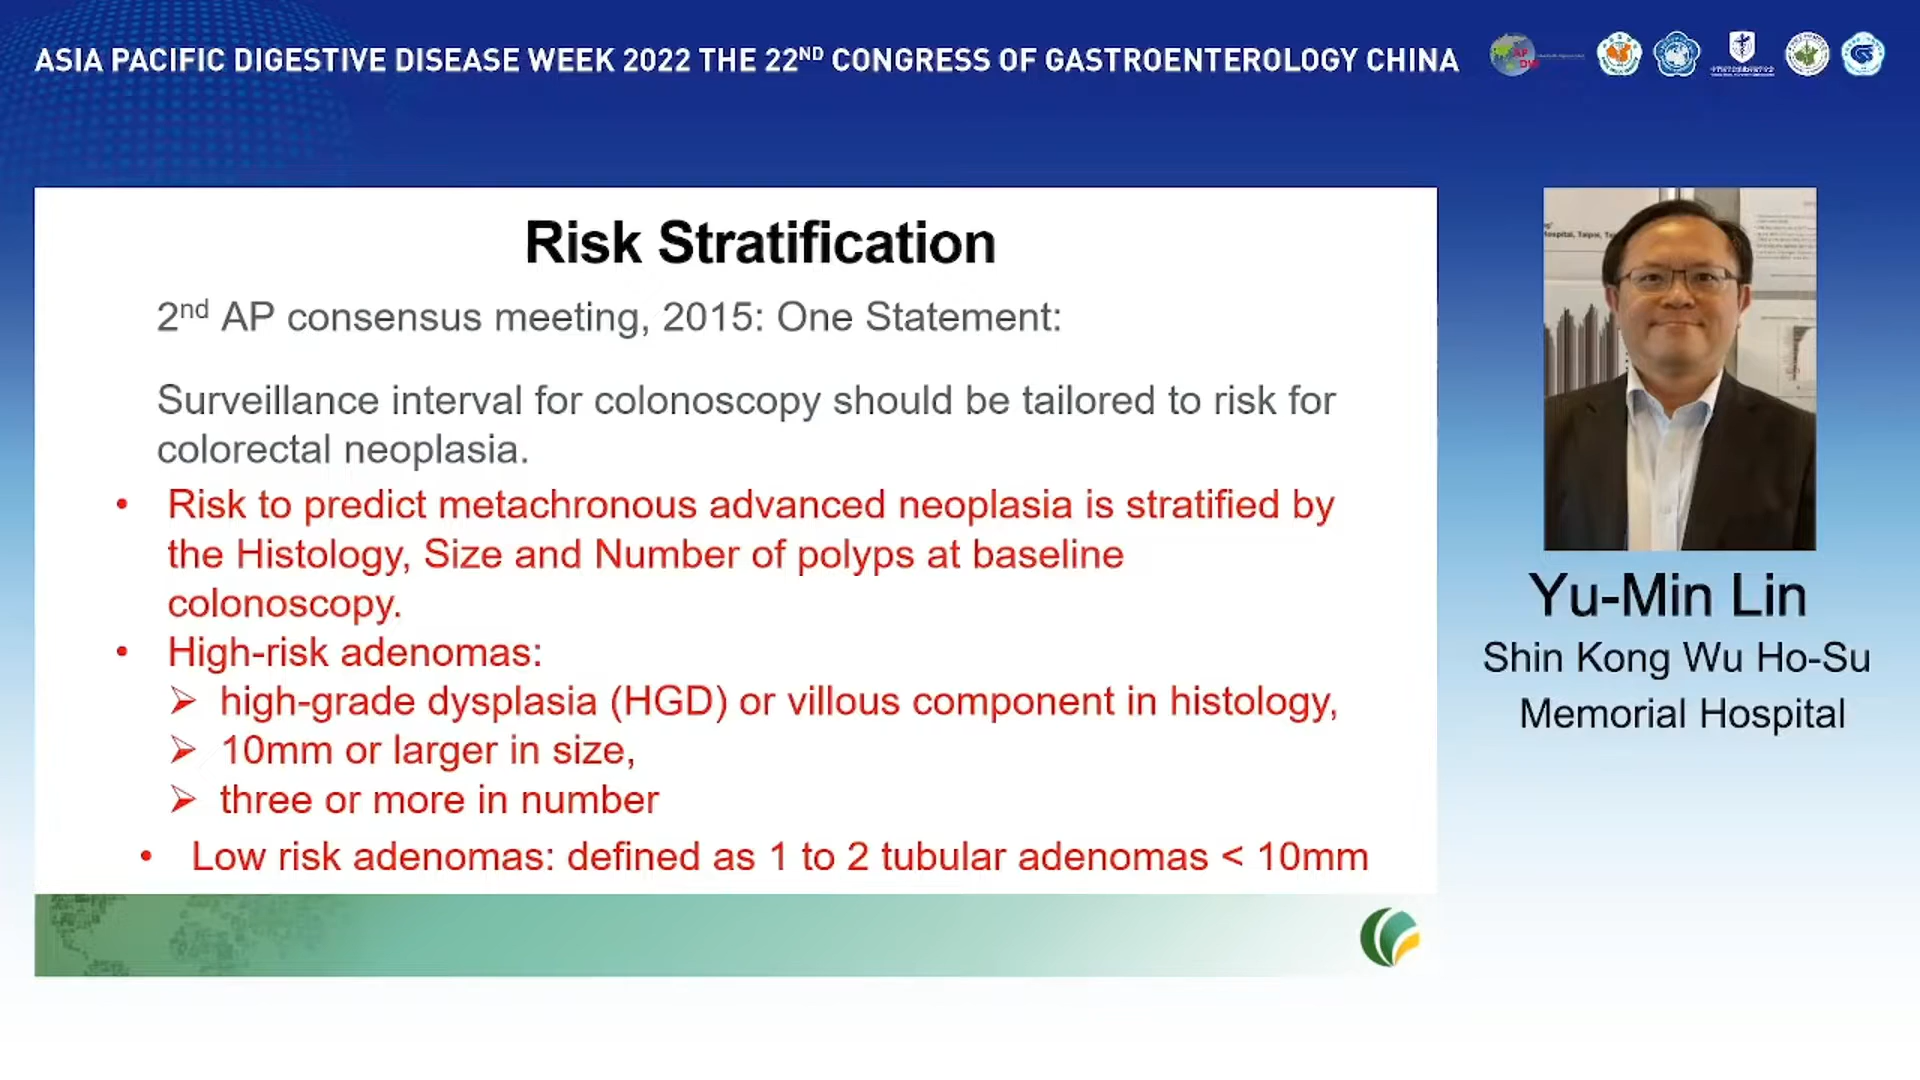 ASIA PACIFIC DIGESTIVE DISEASE WEEK 2022 THE 22ND CONGRESS OF GASTROENTEROLOGY CHINA
Risk Stratification
2nd AP consensus meeting, 2015: One Statement:
Surveillance interval for colonoscopy should be tailored to risk for
colorectal neoplasia.
• Risk to predict metachronous advanced neoplasia is stratified by
the Histology, Size and Number of polyps at baseline
colonoscopy.
• High-risk adenomas:
➢ high-grade dysplasia (HGD) or villous component in histology,
➢ 10mm or larger in size,
➢ three or more in number
• Low risk adenomas: defined as 1 to 2 tubular adenomas < 10mm
Yu-Min Lin
Shin Kong Wu Ho-Su
Memorial Hospital